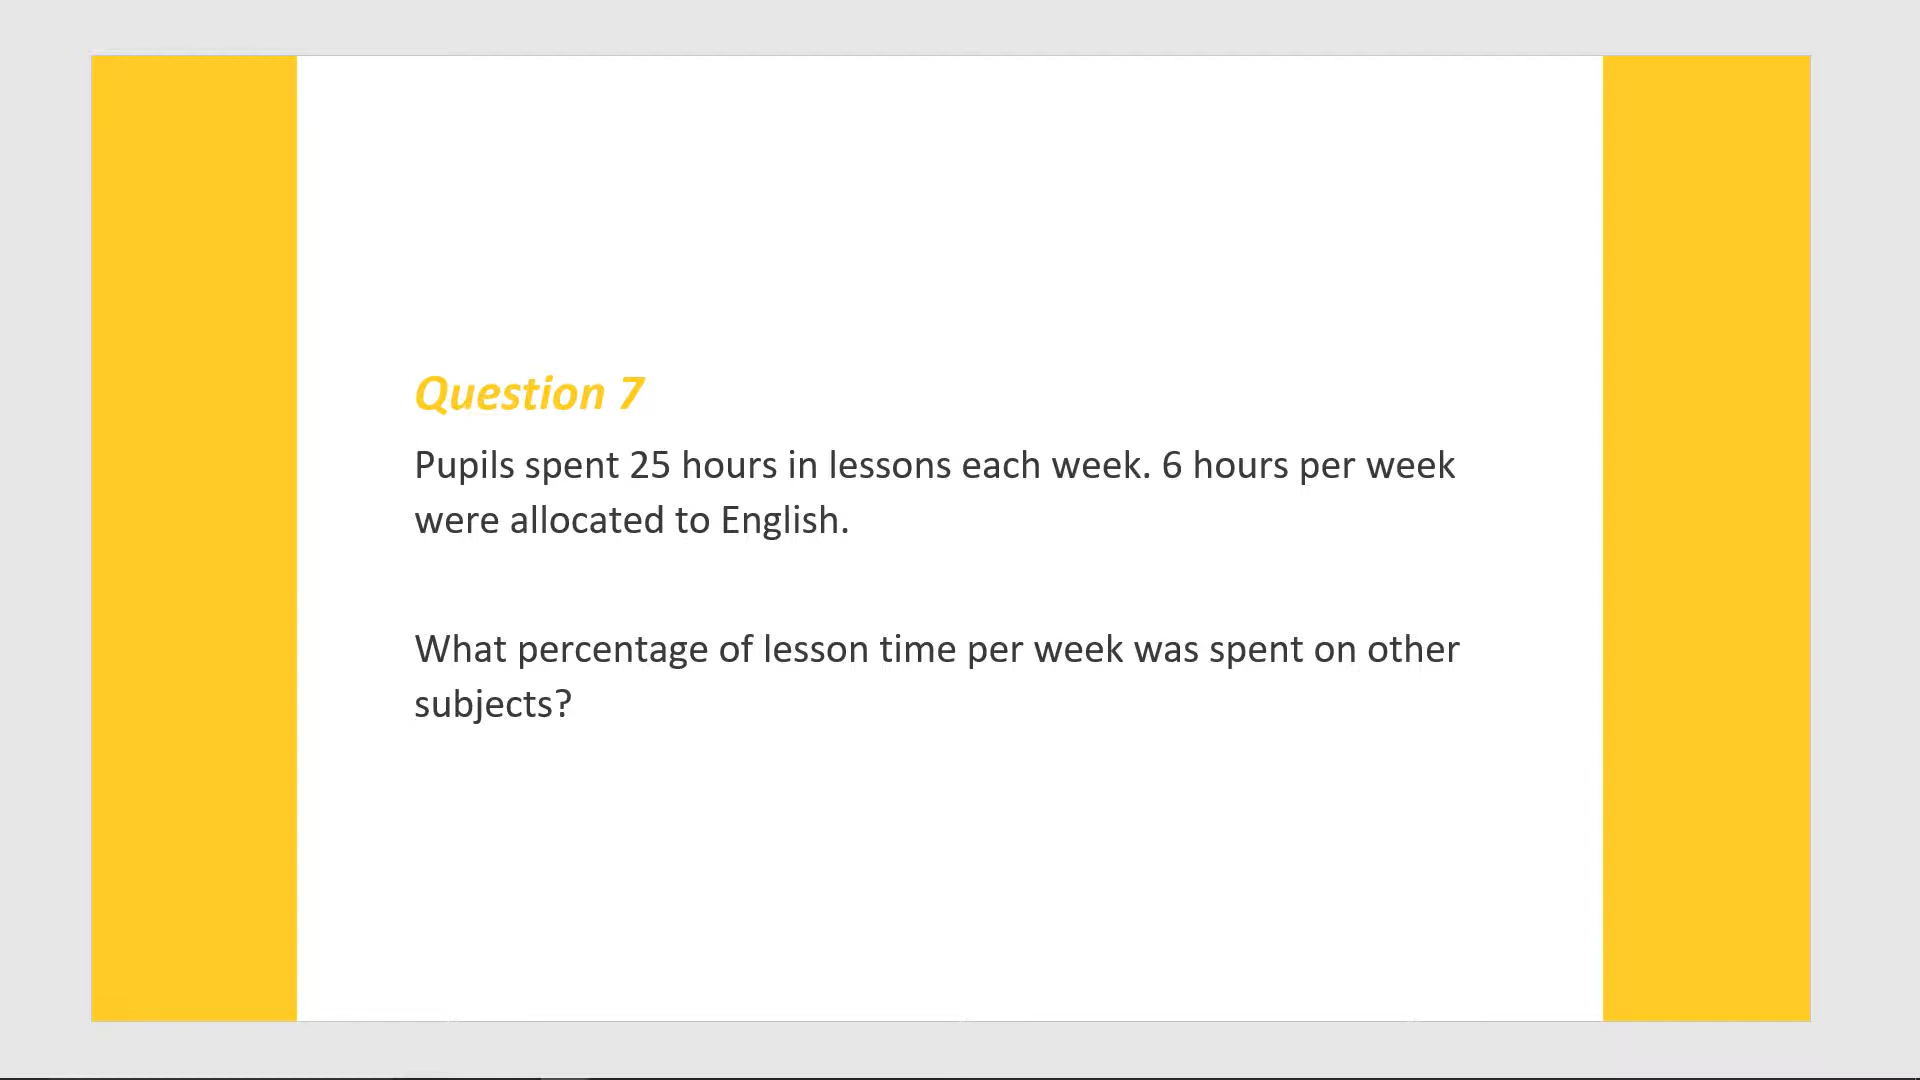 Question 7
Pupils spent 25 hours in lessons each week. 6 hours per week
were allocated to English.
What percentage of lesson time per week was spent on other
subjects?